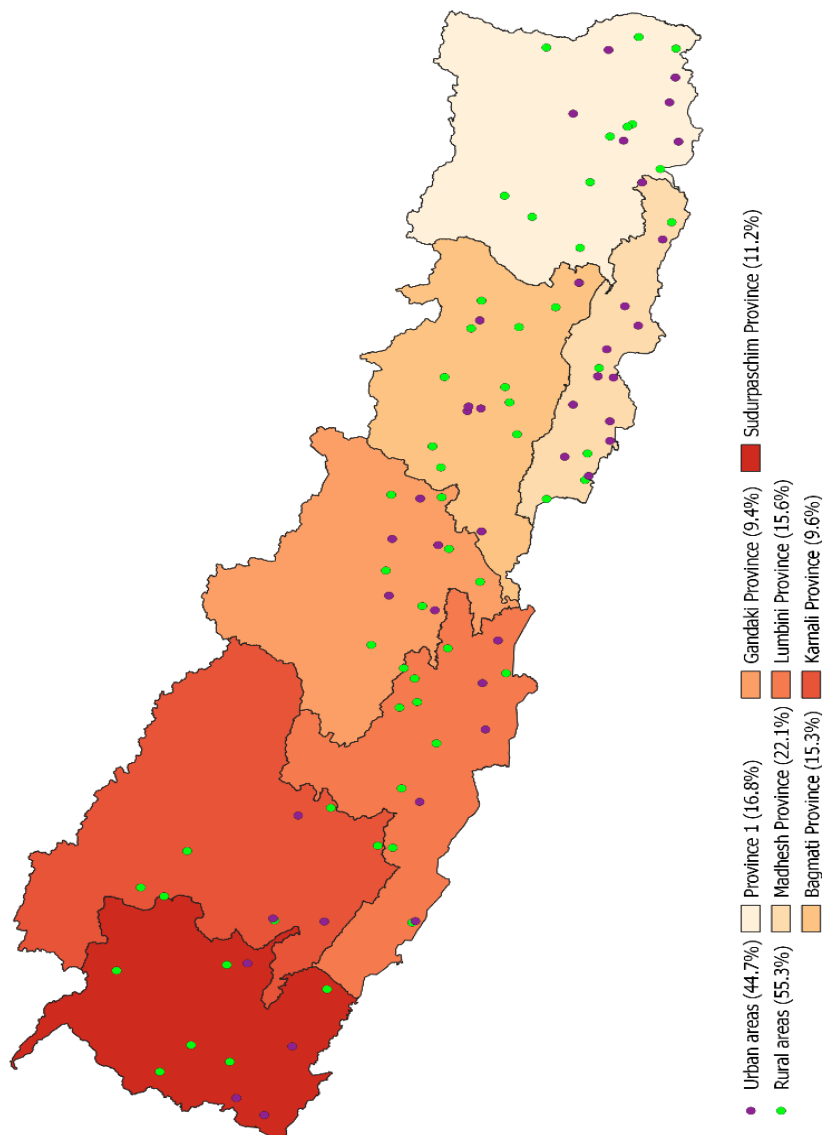 Urban areas (44.7%)
Rural areas (55.3%)
Province 1 (16.8%)
Madhesh Province (22.1%)
Bagmati Province (15.3%)
Gandaki Province (9.4%)
Lumbini Province (15.6%)
Karnali Province (9.6%)
Sudurpaschim Province (11.2%)